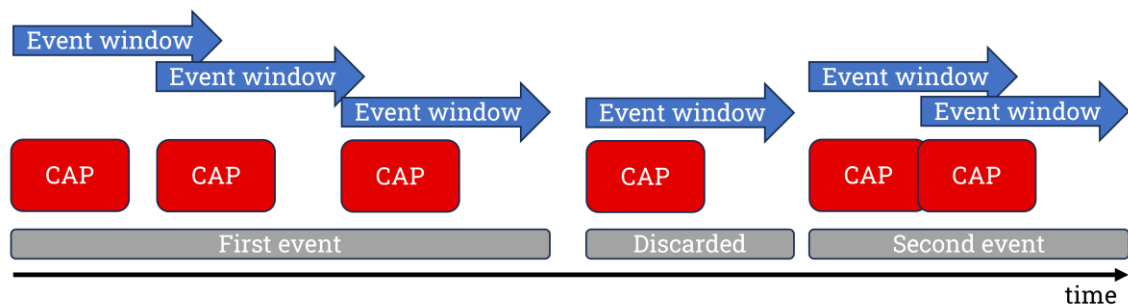 Event window
Event window
Event window
Event window
Event window
Event window
CAP
CAP
CAP
CAP
CAP
CAP
First event
Discarded
Second event
time